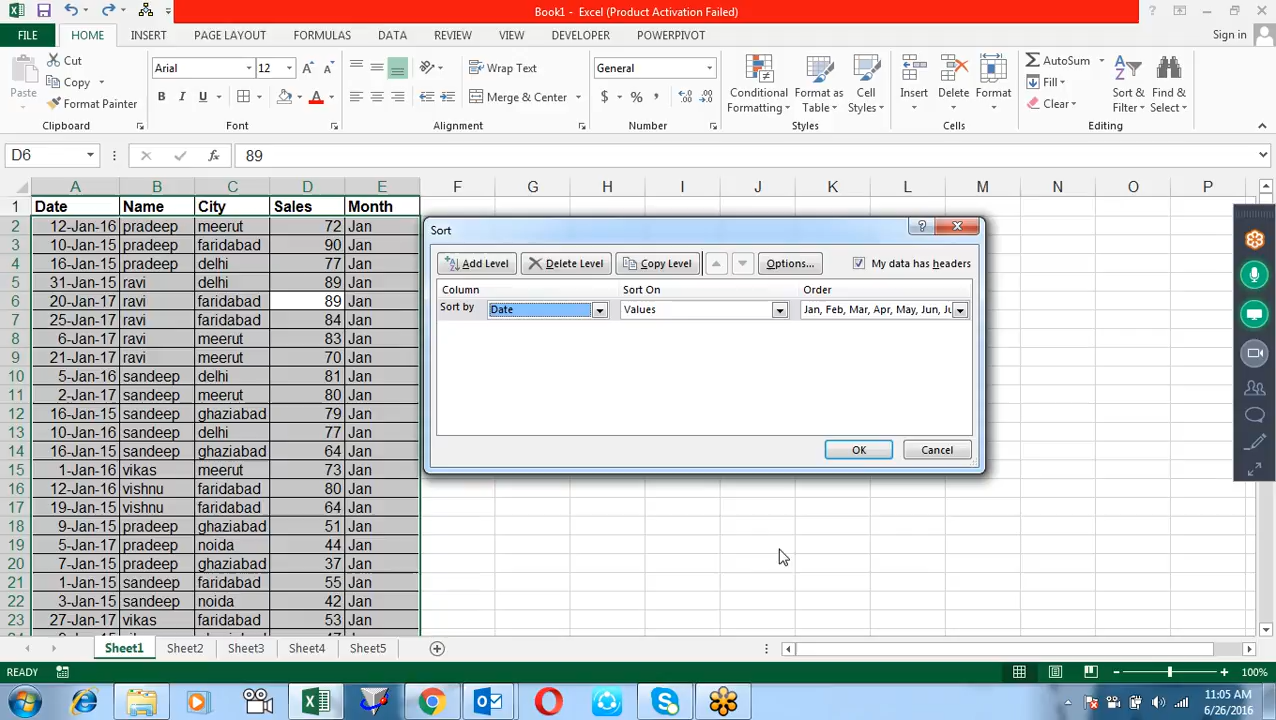 Book1 - Excel (Product Activation Failed)
FILE HOME INSERT PAGE LAYOUT FORMULAS DATA REVIEW VIEW DEVELOPER POWERPIVOT Sign in
Cut Arial 12 Wrap Text General AutoSum
Copy Fill
Paste Format Painter Merge & Center $ % , Conditional Formatting Format as Table Cell Styles Insert Delete Format Clear Sort & Filter Find & Select
B I U A
Clipboard Font Alignment Number Styles Cells Editing
D6 fx 89
A B C D E F G H I J K L M N O P
1 Date Name City Sales Month
2 12-Jan-16 pradeep meerut 72 Jan
3 10-Jan-15 pradeep faridabad 90 Jan
4 16-Jan-15 pradeep delhi 77 Jan
5 31-Jan-15 ravi delhi 89 Jan
6 20-Jan-17 ravi faridabad 89 Jan
7 25-Jan-17 ravi faridabad 84 Jan
8 6-Jan-17 ravi meerut 83 Jan
9 21-Jan-17 ravi meerut 70 Jan
10 5-Jan-16 sandeep delhi 81 Jan
11 2-Jan-17 sandeep meerut 80 Jan
12 16-Jan-15 sandeep ghaziabad 79 Jan
13 10-Jan-16 sandeep delhi 77 Jan
14 16-Jan-15 sandeep ghaziabad 64 Jan
15 1-Jan-16 vikas meerut 73 Jan
16 12-Jan-16 vishnu faridabad 80 Jan
17 19-Jan-15 vishnu faridabad 64 Jan
18 9-Jan-15 pradeep ghaziabad 51 Jan
19 5-Jan-17 pradeep noida 44 Jan
20 7-Jan-15 pradeep ghaziabad 37 Jan
21 1-Jan-15 sandeep faridabad 55 Jan
22 3-Jan-15 sandeep noida 42 Jan
23 27-Jan-17 vikas faridabad 53 Jan
Sort
Add Level Delete Level Copy Level Options... My data has headers
Column Sort On Order
Sort by Date Values Jan, Feb, Mar, Apr, May, Jun, Ju
OK Cancel
Sheet1 Sheet2 Sheet3 Sheet4 Sheet5
READY 100%
11:05 AM
6/26/2016